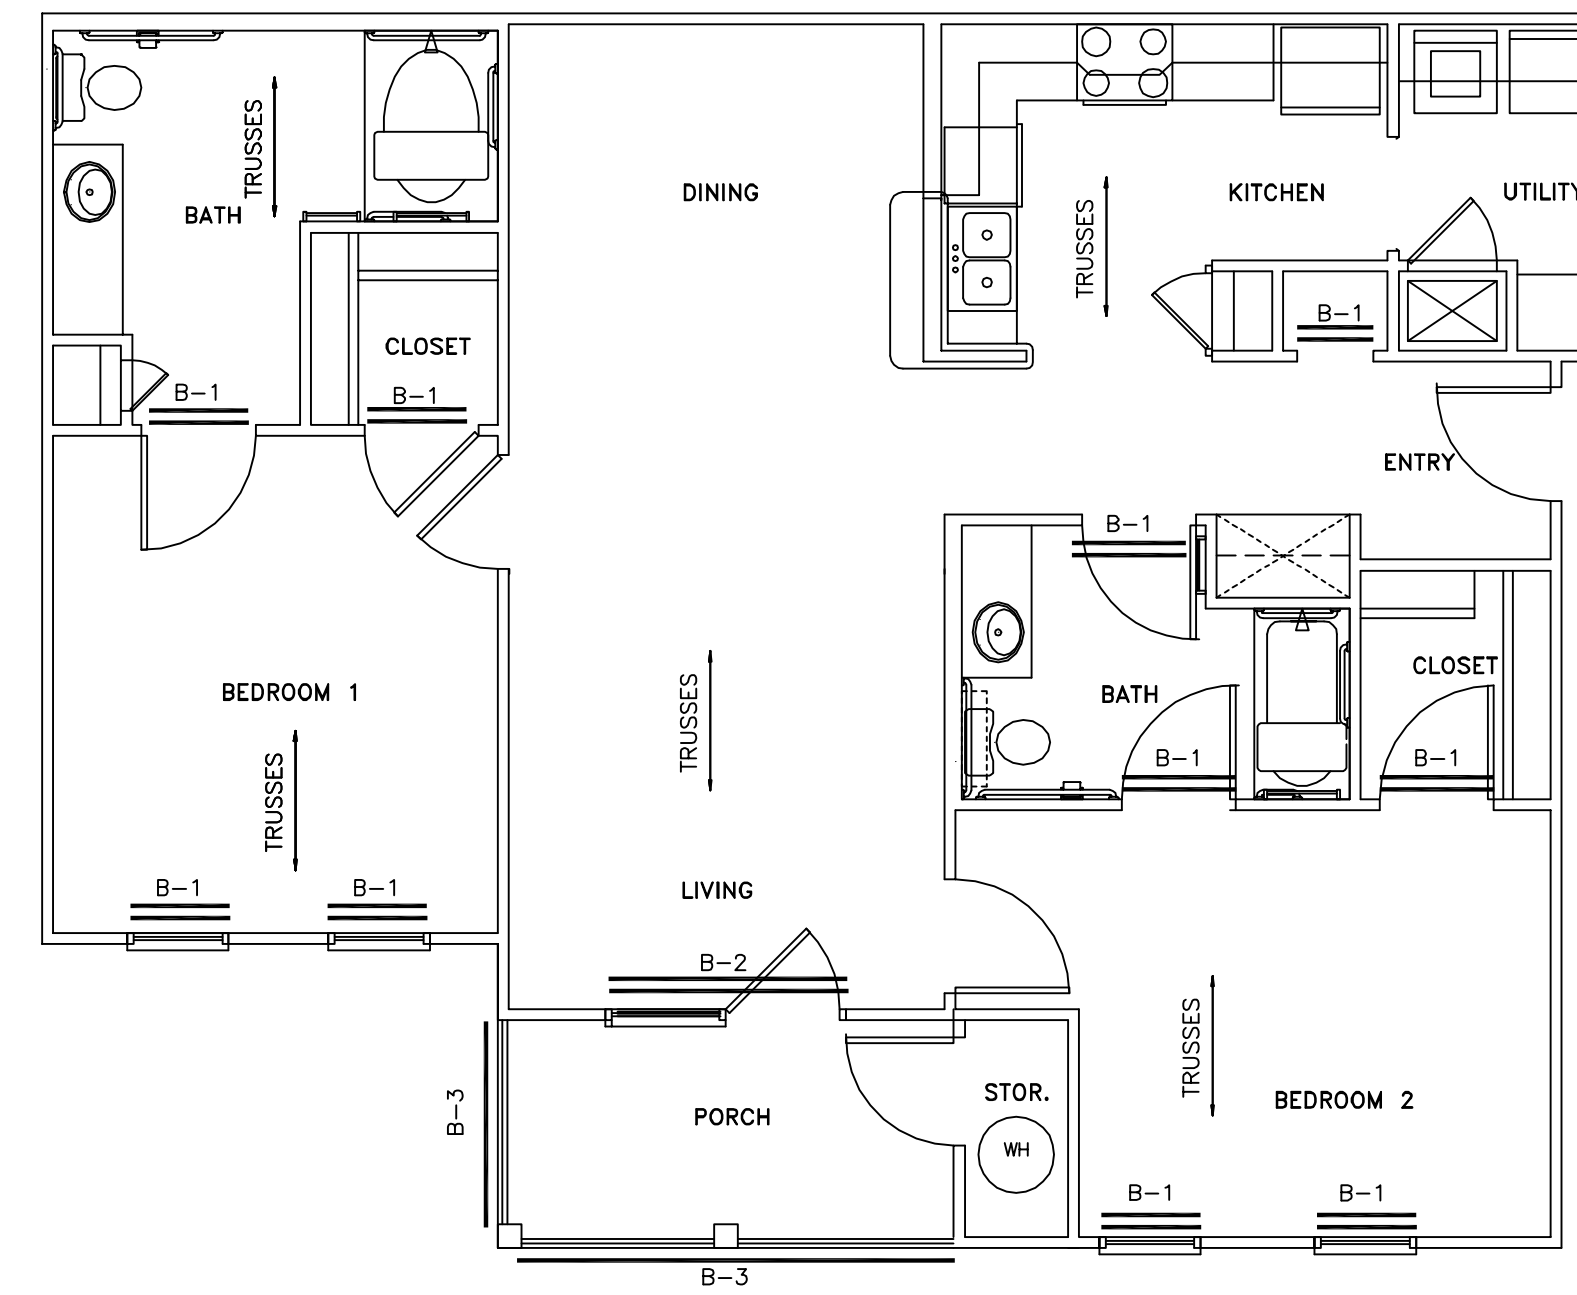 TRUSSES
BATH
DINING
KITCHEN
UTILITY
TRUSSES
B-1
CLOSET
B-1
B-1
ENTRY
B-1
BEDROOM 1
TRUSSES
TRUSSES
BATH
CLOSET
B-1
B-1
B-1
B-1
LIVING
B-2
TRUSSES
B-3
PORCH
STOR.
WH
BEDROOM 2
B-1
B-1
B-3